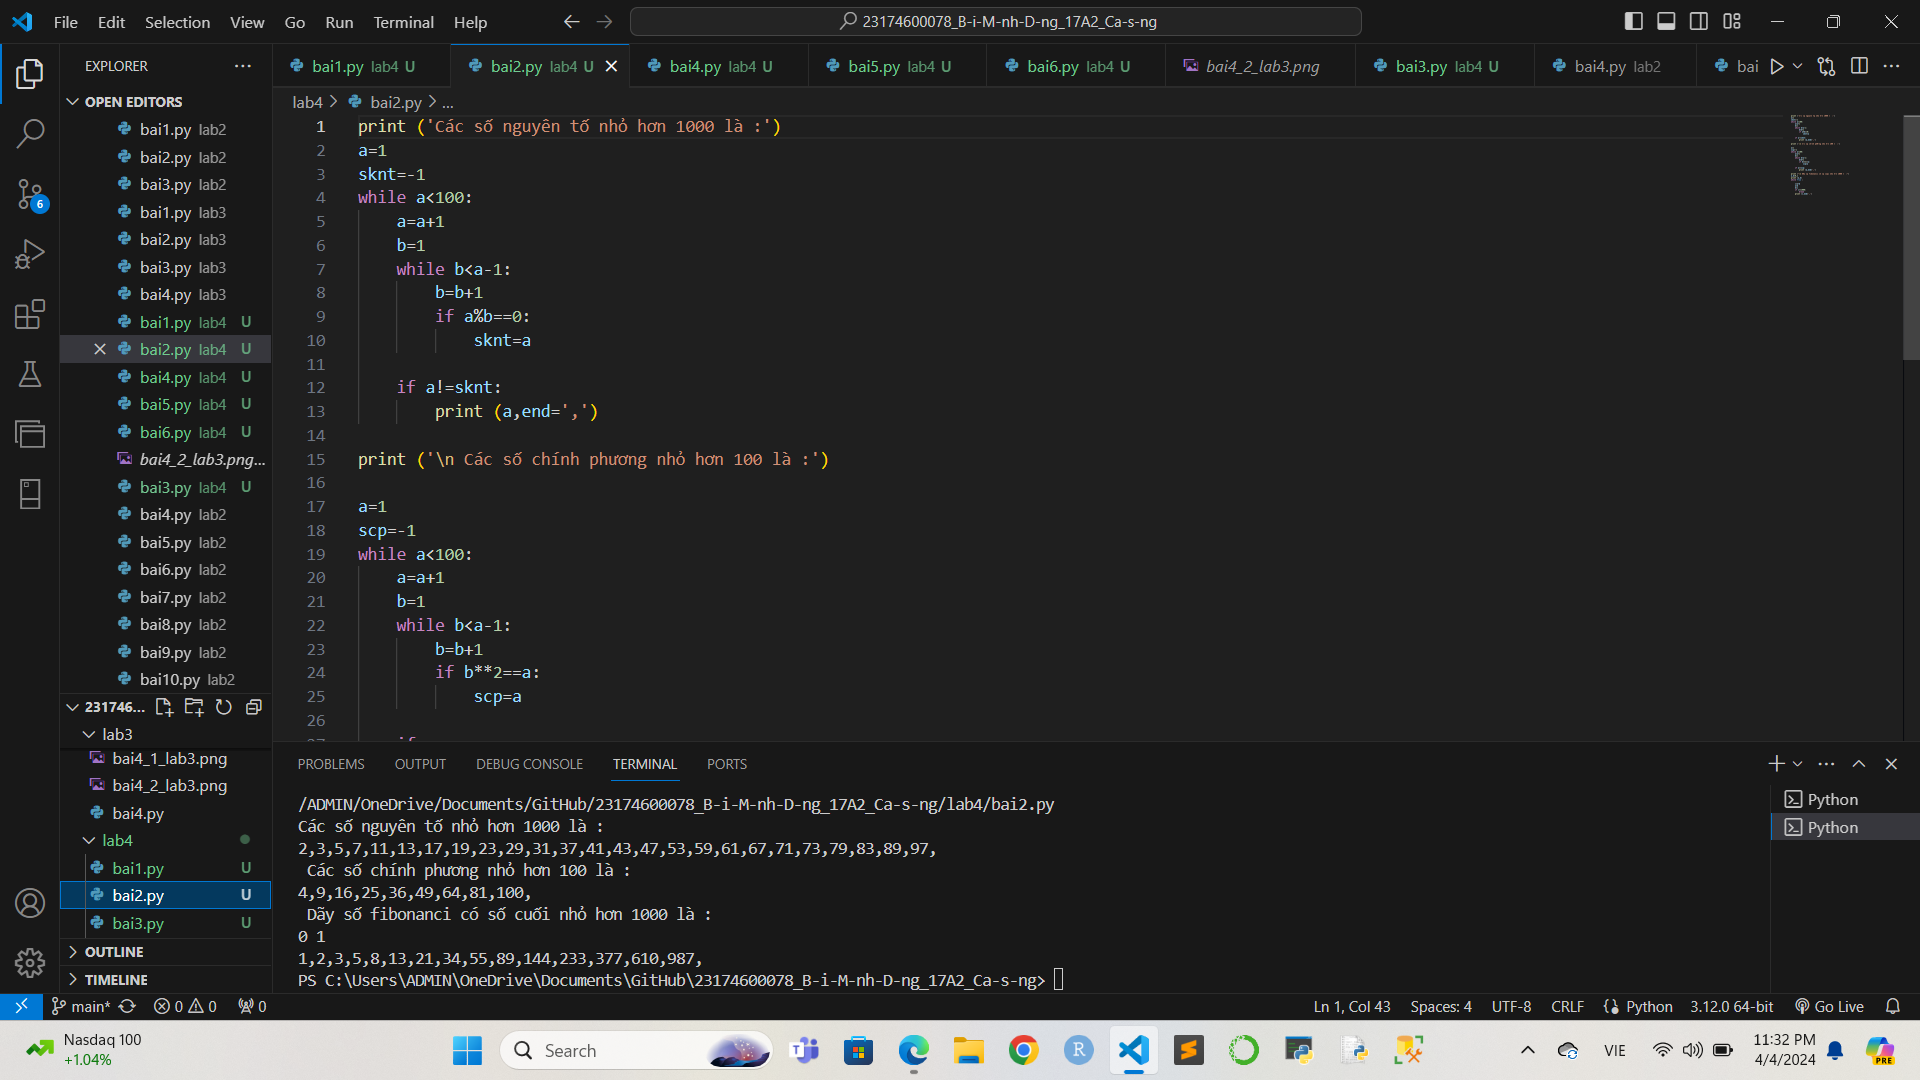 File Edit Selection View Go Run Terminal Help
23174600078_B-i-M-nh-D-ng_17A2_Ca-s-ng
EXPLORER
bai1.py lab4 U
bai2.py lab4 U
bai4.py lab4 U
bai5.py lab4 U
bai6.py lab4 U
bai4_2_lab3.png
bai3.py lab4 U
bai4.py lab2
bai
OPEN EDITORS
bai1.py lab2
bai2.py lab2
bai3.py lab2
bai1.py lab3
bai2.py lab3
bai3.py lab3
bai4.py lab3
bai1.py lab4 U
bai2.py lab4 U
bai4.py lab4 U
bai5.py lab4 U
bai6.py lab4 U
bai4_2_lab3.png...
bai3.py lab4 U
bai4.py lab2
bai5.py lab2
bai6.py lab2
bai7.py lab2
bai8.py lab2
bai9.py lab2
bai10.py lab2
6
231746...
lab3
bai4_1_lab3.png
bai4_2_lab3.png
bai4.py
lab4
bai1.py U
bai2.py U
bai3.py U
OUTLINE
TIMELINE
lab4 > bai2.py > ...
1 print ('Các số nguyên tố nhỏ hơn 1000 là :')
2 a=1
3 sknt=-1
4 while a<100:
5 a=a+1
6 b=1
7 while b<a-1:
8 b=b+1
9 if a%b==0:
10 sknt=a
11
12 if a!=sknt:
13 print (a,end=',')
14
15 print ('\n Các số chính phương nhỏ hơn 100 là :')
16
17 a=1
18 scp=-1
19 while a<100:
20 a=a+1
21 b=1
22 while b<a-1:
23 b=b+1
24 if b**2==a:
25 scp=a
26
PROBLEMS OUTPUT DEBUG CONSOLE TERMINAL PORTS
/ADMIN/OneDrive/Documents/GitHub/23174600078_B-i-M-nh-D-ng_17A2_Ca-s-ng/lab4/bai2.py
Các số nguyên tố nhỏ hơn 1000 là :
2,3,5,7,11,13,17,19,23,29,31,37,41,43,47,53,59,61,67,71,73,79,83,89,97,
Các số chính phương nhỏ hơn 100 là :
4,9,16,25,36,49,64,81,100,
Dãy số fibonanci có số cuối nhỏ hơn 1000 là :
0 1
1,2,3,5,8,13,21,34,55,89,144,233,377,610,987,
PS C:\Users\ADMIN\OneDrive\Documents\GitHub\23174600078_B-i-M-nh-D-ng_17A2_Ca-s-ng>
Python
Python
main* 0 0 0
Ln 1, Col 43 Spaces: 4 UTF-8 CRLF Python 3.12.0 64-bit Go Live
Nasdaq 100
+1.04%
Search
T
R
VIE
11:32 PM
4/4/2024
PRE